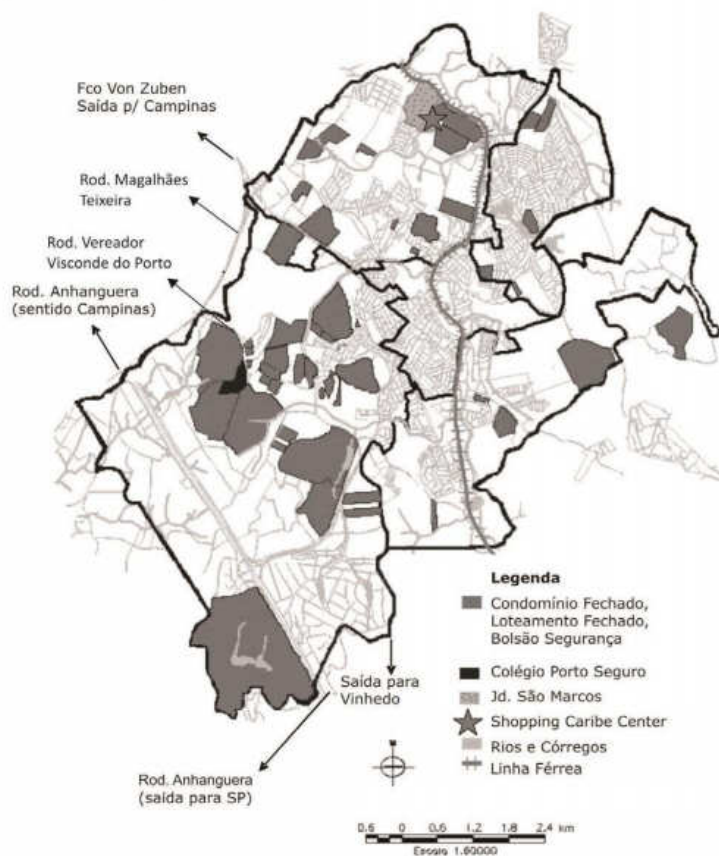 Fco Von Zuben
Saída p/ Campinas
Rod. Magalhães
Teixeira
Rod. Vereador
Visconde do Porto
Rod. Anhanguera
(sentido Campinas)
Legenda
Condomínio Fechado,
Loteamento Fechado,
Bolsão Segurança
Colégio Porto Seguro
Jd. São Marcos
Shopping Caribe Center
Rios e Córregos
Linha Férrea
Saída para
Vinhedo
Rod. Anhanguera
(saída para SP)
0.6 0 0.6 1.2 1.8 2.4 km
Escala 1:60000